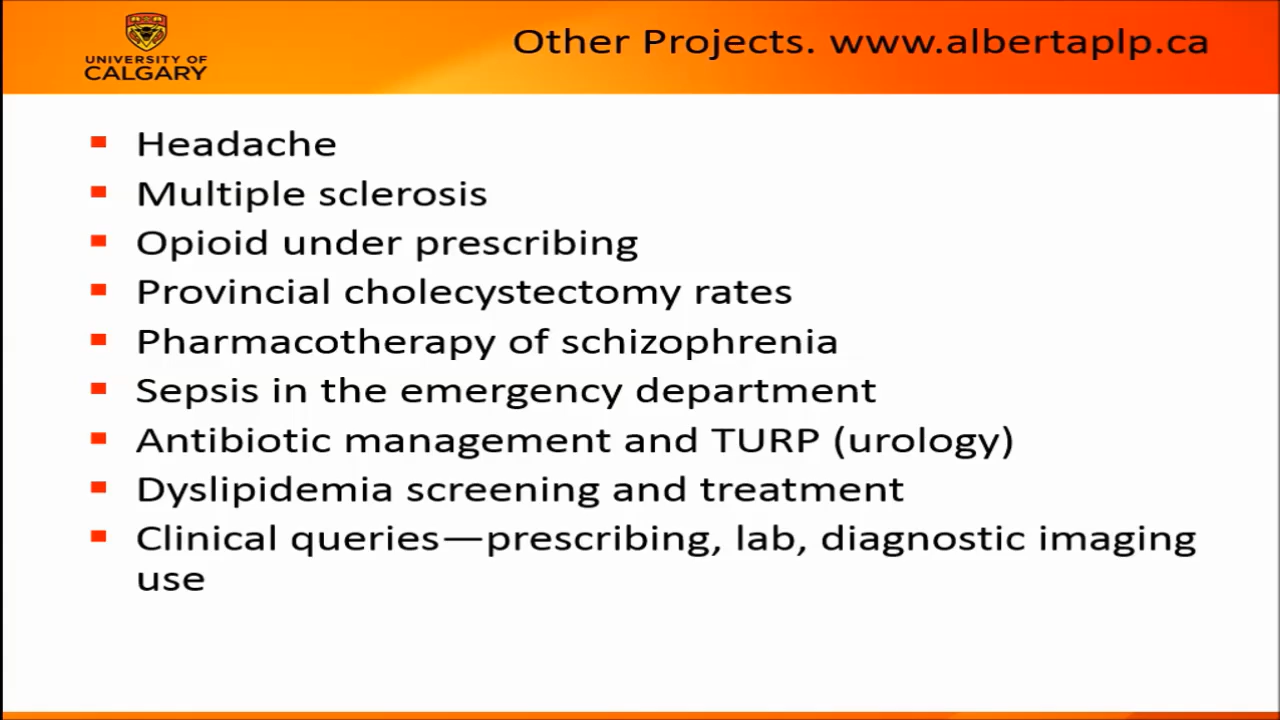 UNIVERSITY OF
CALGARY
Other Projects. www.albertaplp.ca
Headache
Multiple sclerosis
Opioid under prescribing
Provincial cholecystectomy rates
Pharmacotherapy of schizophrenia
Sepsis in the emergency department
Antibiotic management and TURP (urology)
Dyslipidemia screening and treatment
Clinical queries—prescribing, lab, diagnostic imaging
use